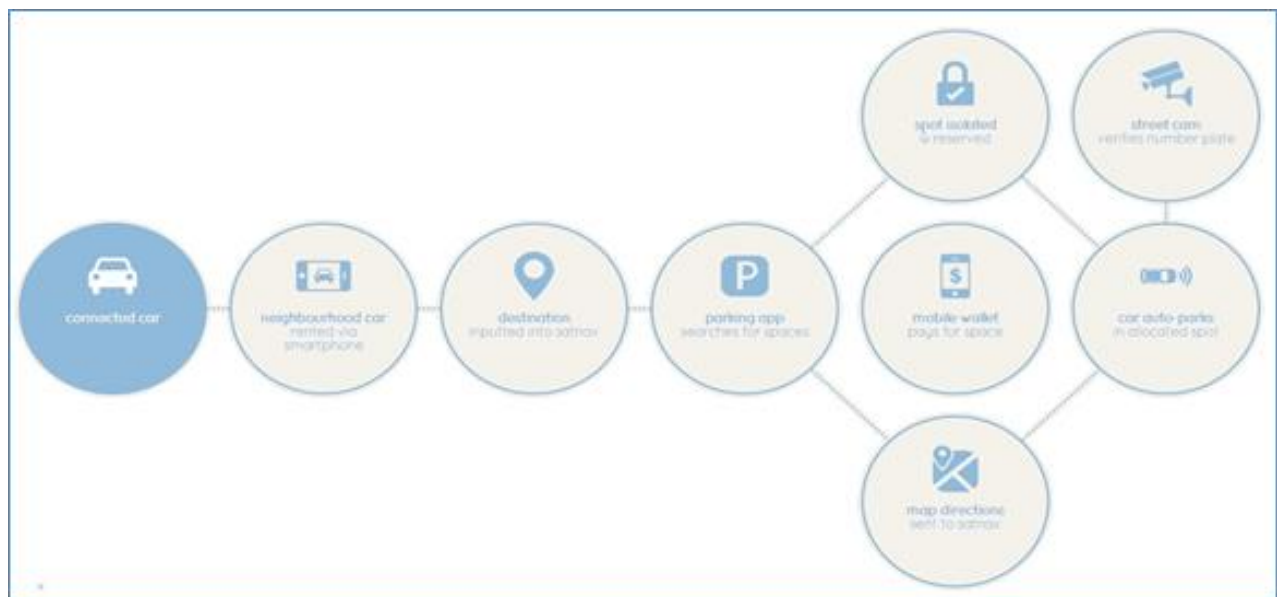 connected car
neighbourhood car
rented via
smartphone
destination
inputted into satnav
parking app
searches for spaces
spot isolated
& reserved
mobile wallet
pays for space
map directions
sent to satnav
street cam
verifies number plate
car auto-parks
in allocated spot
P
$